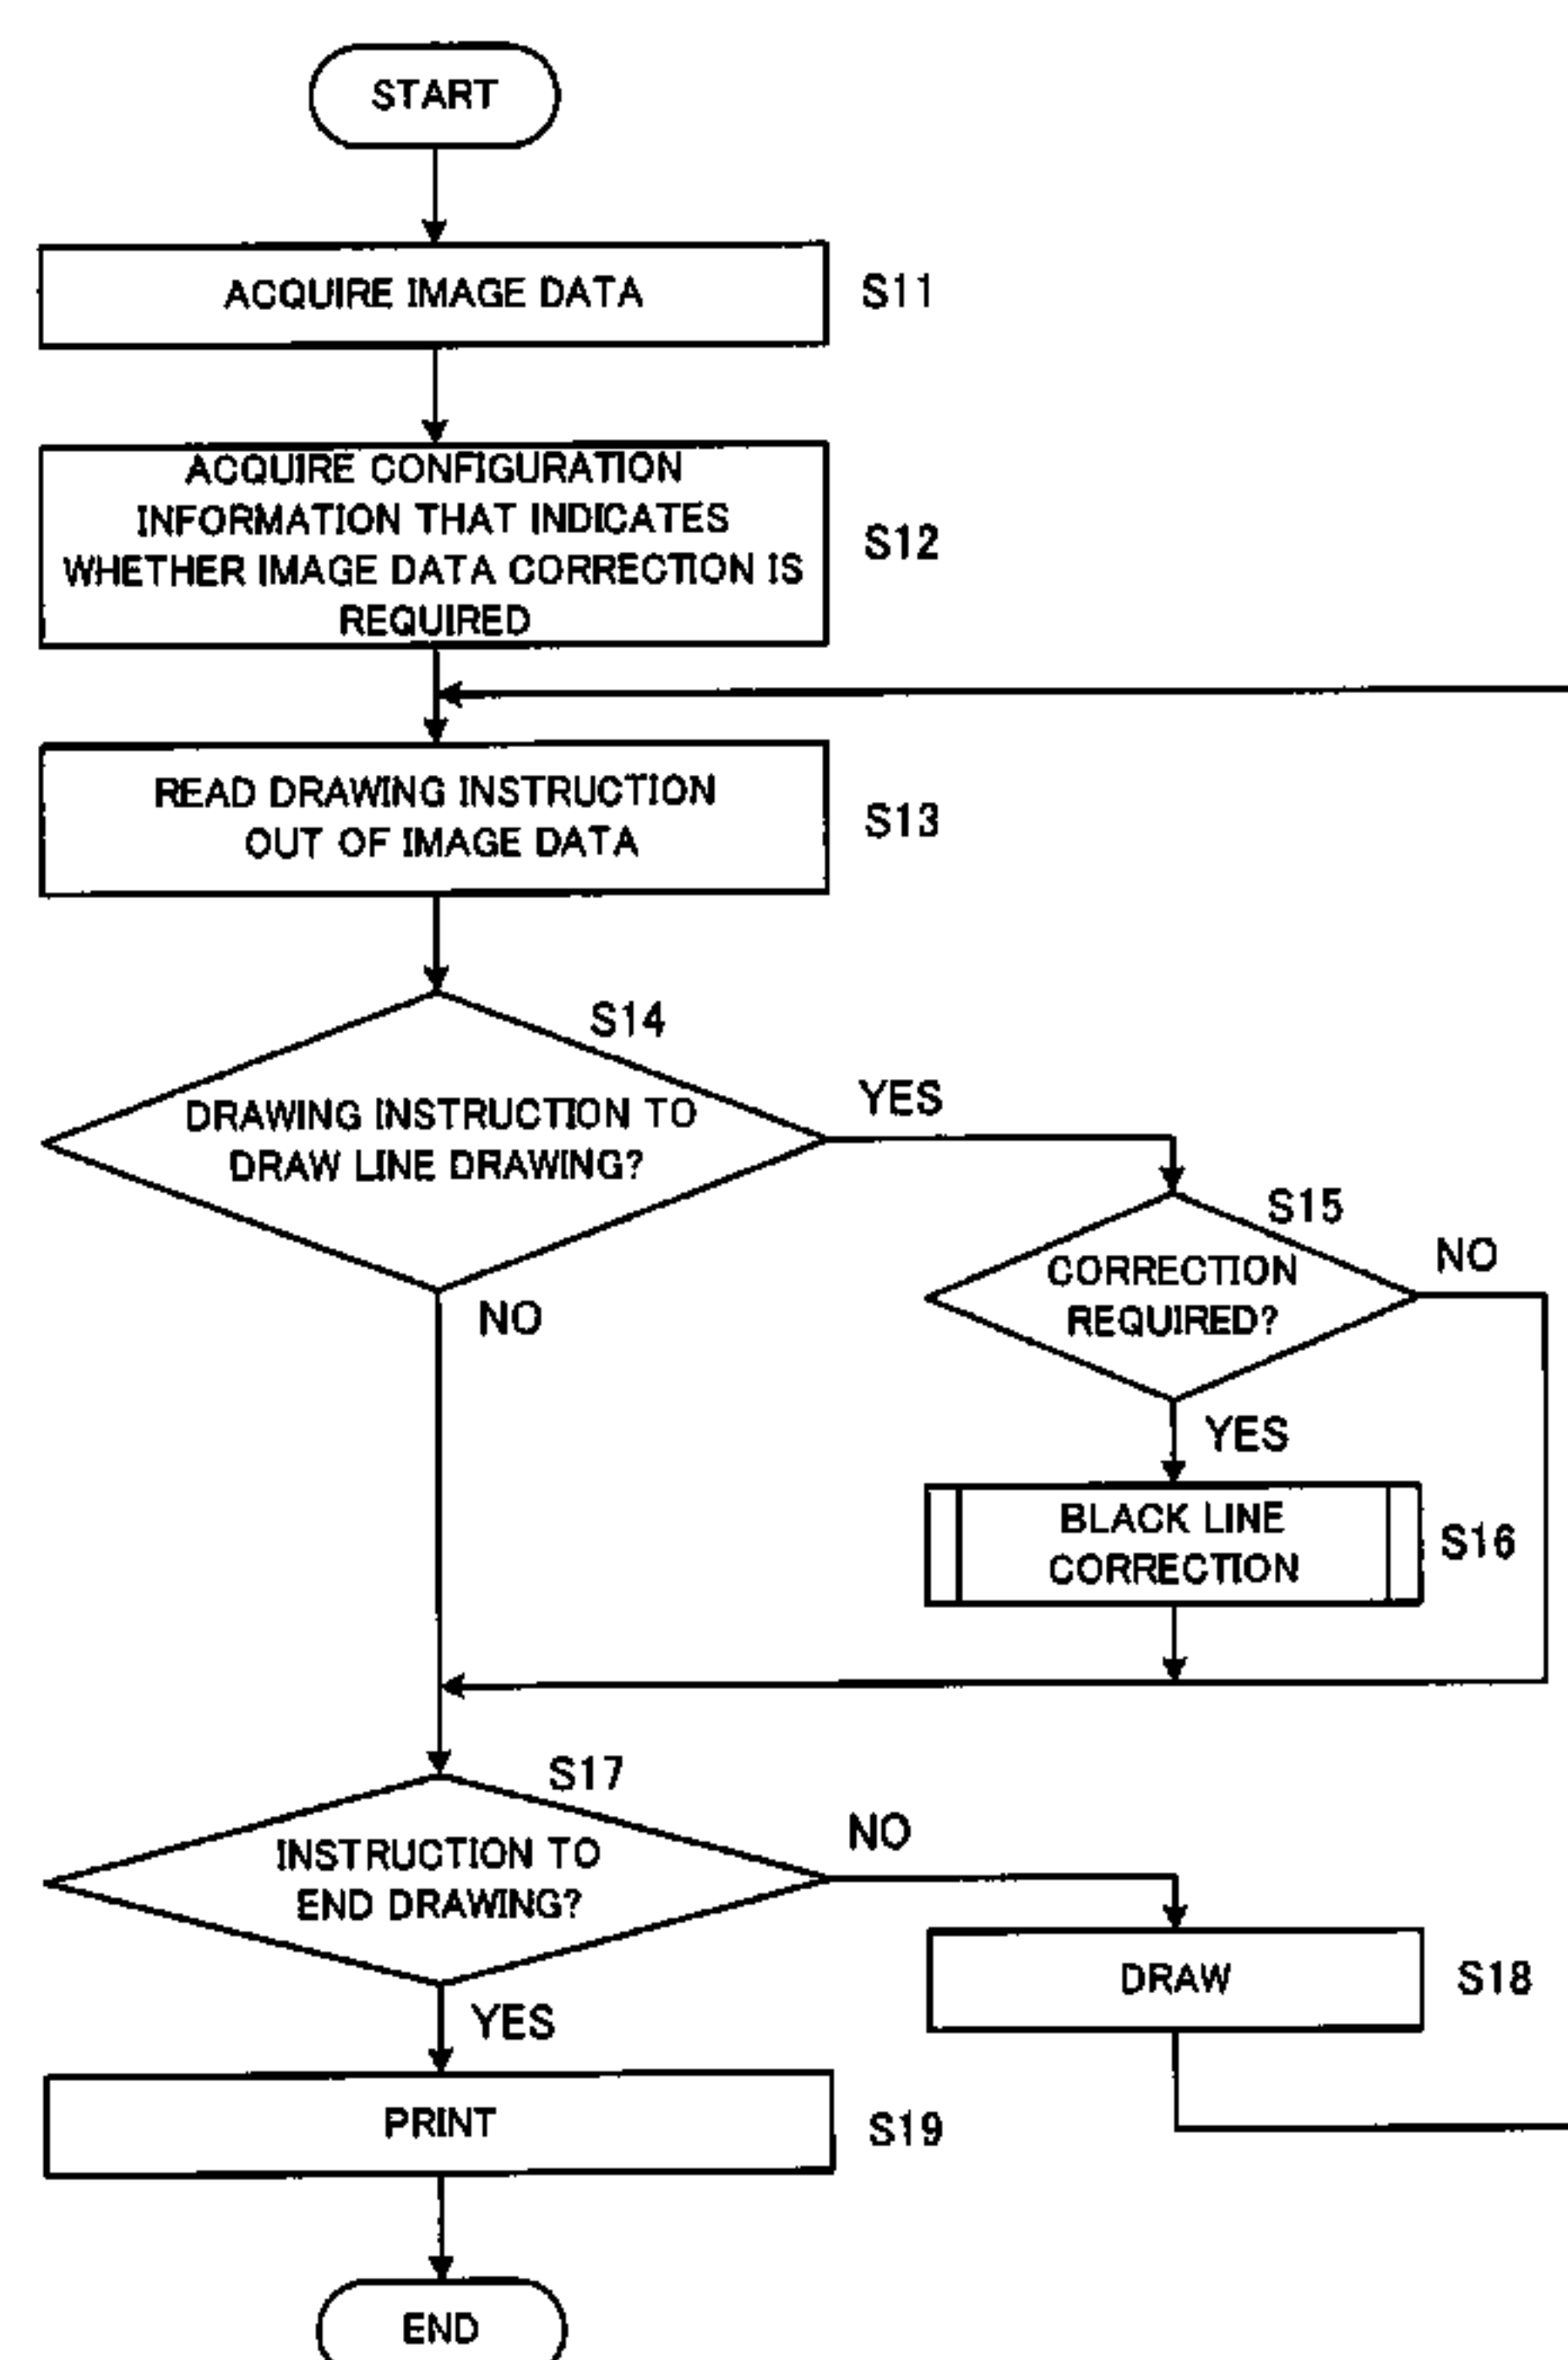 START
ACQUIRE IMAGE DATA
S11
ACQUIRE CONFIGURATION
INFORMATION THAT INDICATES
WHETHER IMAGE DATA CORRECTION IS
REQUIRED
S12
READ DRAWING INSTRUCTION
OUT OF IMAGE DATA
S13
S14
DRAWING INSTRUCTION TO
DRAW LINE DRAWING?
YES
NO
S15
CORRECTION
REQUIRED?
NO
YES
BLACK LINE
CORRECTION
S16
S17
INSTRUCTION TO
END DRAWING?
NO
YES
DRAW
S18
PRINT
S19
END